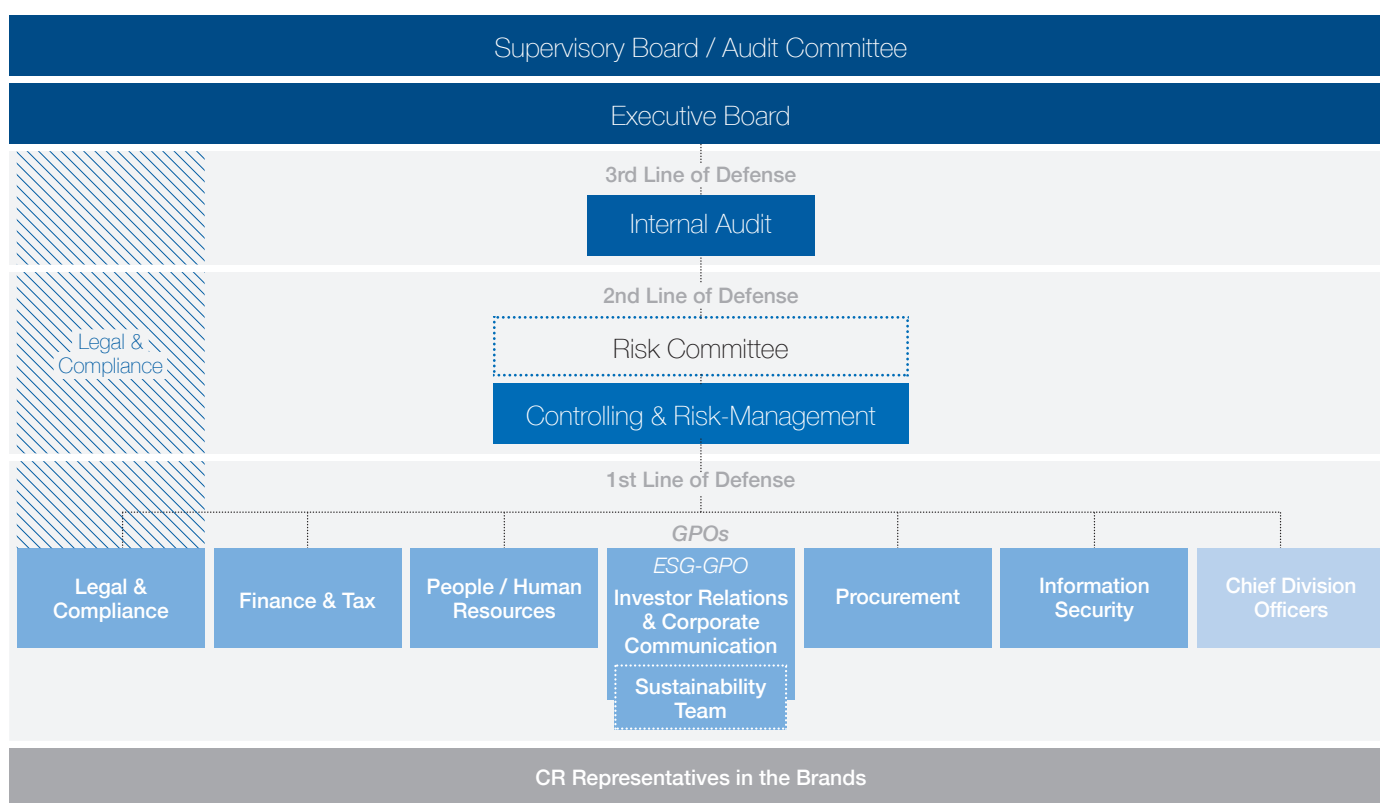 Supervisory Board / Audit Committee
Executive Board
3rd Line of Defense
Internal Audit
2nd Line of Defense
Legal &
Compliance
Risk Committee
Controlling & Risk-Management
1st Line of Defense
GPOs
Legal &
Compliance
Finance & Tax
People / Human
Resources
ESG-GPO
Investor Relations
& Corporate
Communication
Sustainability
Team
Procurement
Information
Security
Chief Division
Officers
CR Representatives in the Brands